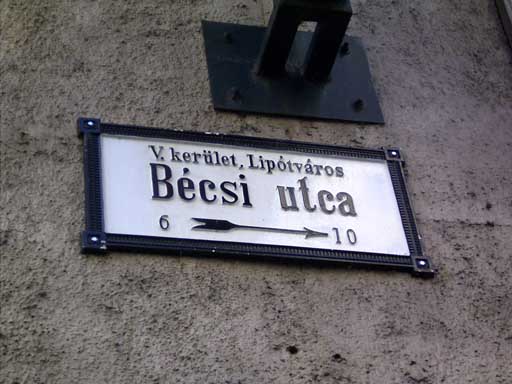 V. kerület, Lipótváros
Bécsi utca
6 10